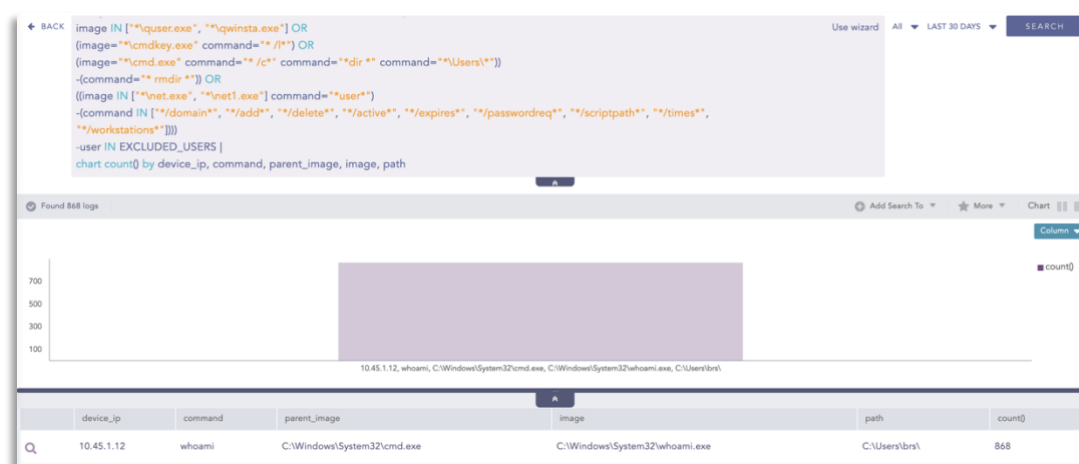 ← BACK
image IN ["*\quser.exe", "*\qwinsta.exe"] OR
Use wizard All LAST 30 DAYS SEARCH
(image="*\cmdkey.exe" command="* /l*") OR
(image="*\cmd.exe" command="* /c*" command="*dir *" command="*\Users\*"))
-(command="* rmdir *")) OR
((image IN ["*\net.exe", "*\net1.exe"] command="*user*")
-(command IN ["*/domain*", "*/add*", "*/delete*", "*/active*", "*/expires*", "*/passwordreq*", "*/scriptpath*", "*/times*",
"*/workstations*"])))
-user IN EXCLUDED_USERS |
chart count() by device_ip, command, parent_image, image, path
Found 868 logs
Add Search To More Chart
Column
count()
700
500
300
100
10.45.1.12, whoami, C:\Windows\System32\cmd.exe, C:\Windows\System32\whoami.exe, C:\Users\brs\
device_ip command parent_image image path count()
10.45.1.12 whoami C:\Windows\System32\cmd.exe C:\Windows\System32\whoami.exe C:\Users\brs\ 868